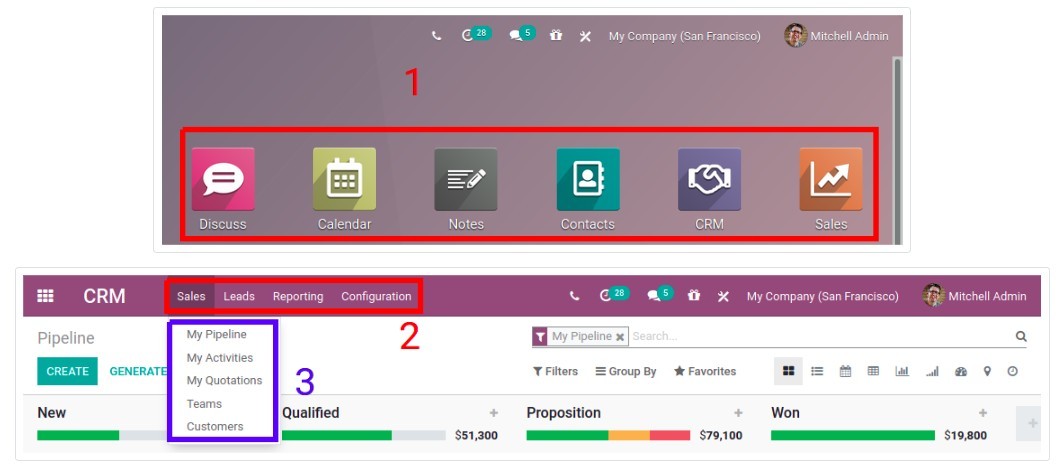 28 5 My Company (San Francisco) Mitchell Admin
1
Discuss Calendar Notes Contacts CRM Sales
CRM Sales Leads Reporting Configuration 28 5 My Company (San Francisco) Mitchell Admin
Pipeline My Pipeline 2 My Pipeline × Search...
My Activities
CREATE GENERATE 3 Filters Group By Favorites
My Quotations
Teams
New Qualified + Proposition + Won +
Customers
$51,300 $79,100 $19,800 +